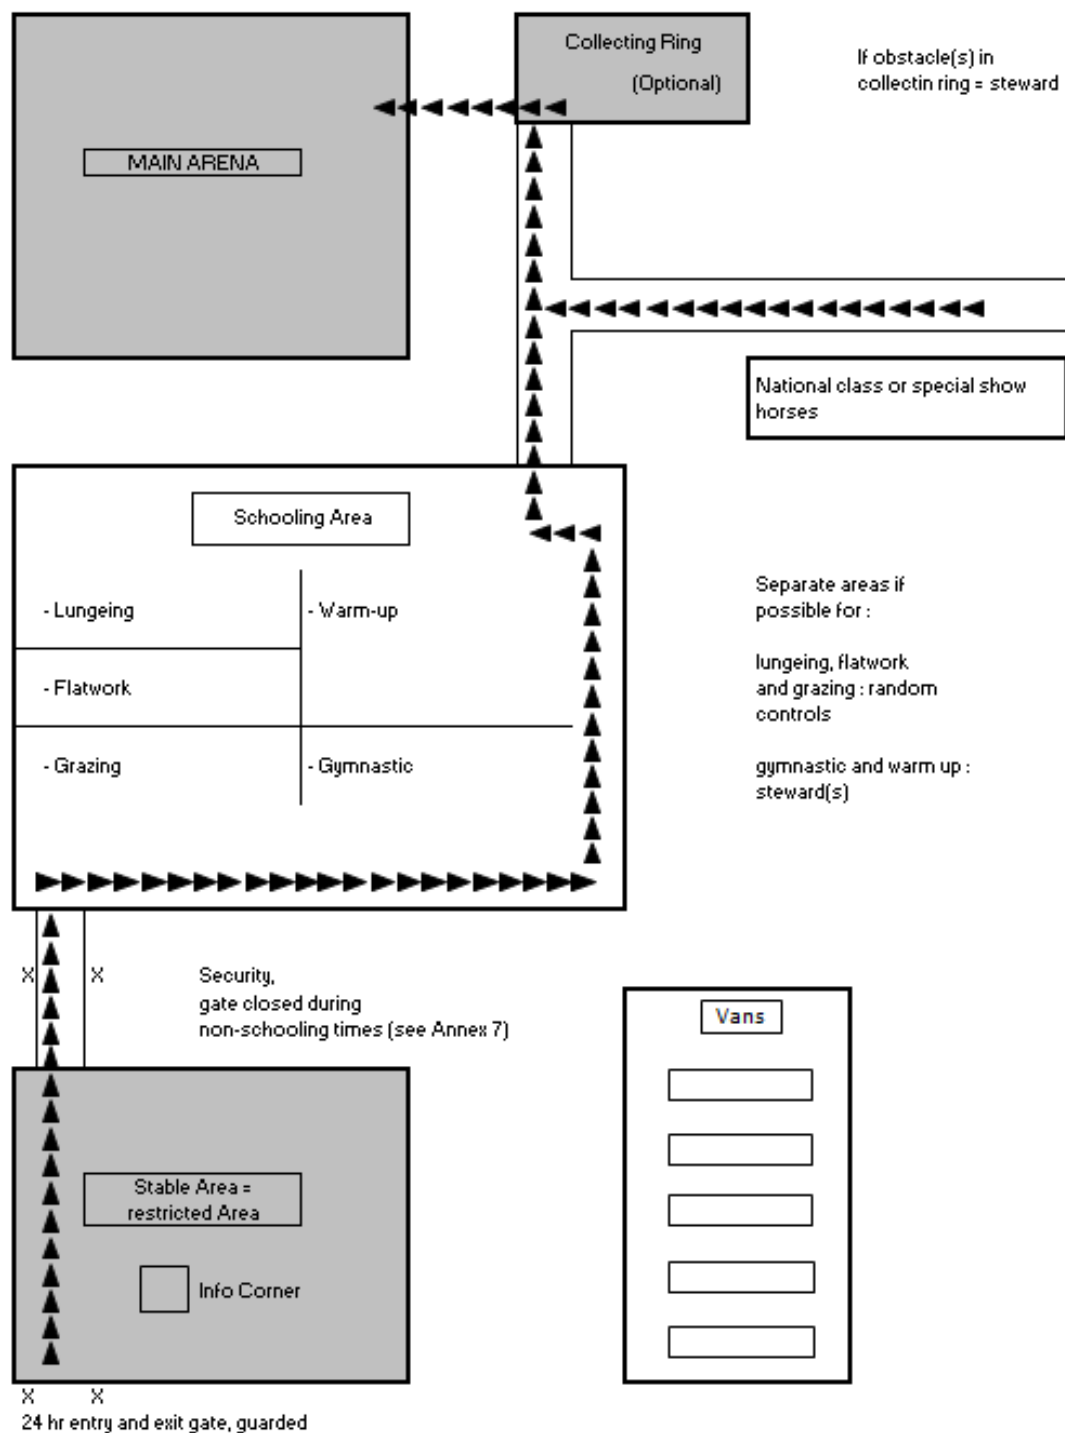 Collecting Ring
(Optional)
If obstacle(s) in
collectin ring = steward
MAIN ARENA
National class or special show
horses
Schooling Area
- Lungeing
- Warm-up
- Flatwork
- Grazing
- Gymnastic
Separate areas if
possible for :
lungeing, flatwork
and grazing : random
controls
gymnastic and warm up :
steward(s)
X X
Security,
gate closed during
non-schooling times (see Annex 7)
Vans
Stable Area =
restricted Area
Info Corner
X X
24 hr entry and exit gate, guarded